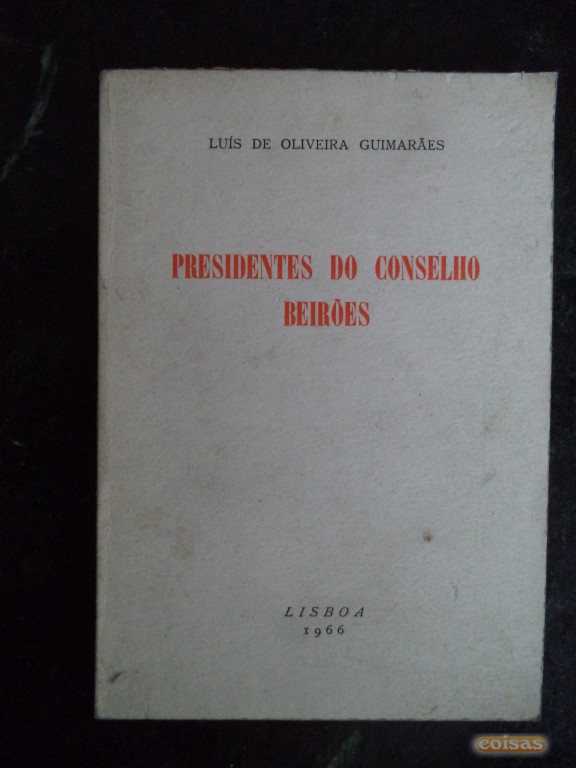 LUÍS DE OLIVEIRA GUIMARÃES
PRESIDENTES DO CONSELHO
BEIRÕES
LISBOA
1966
coisas